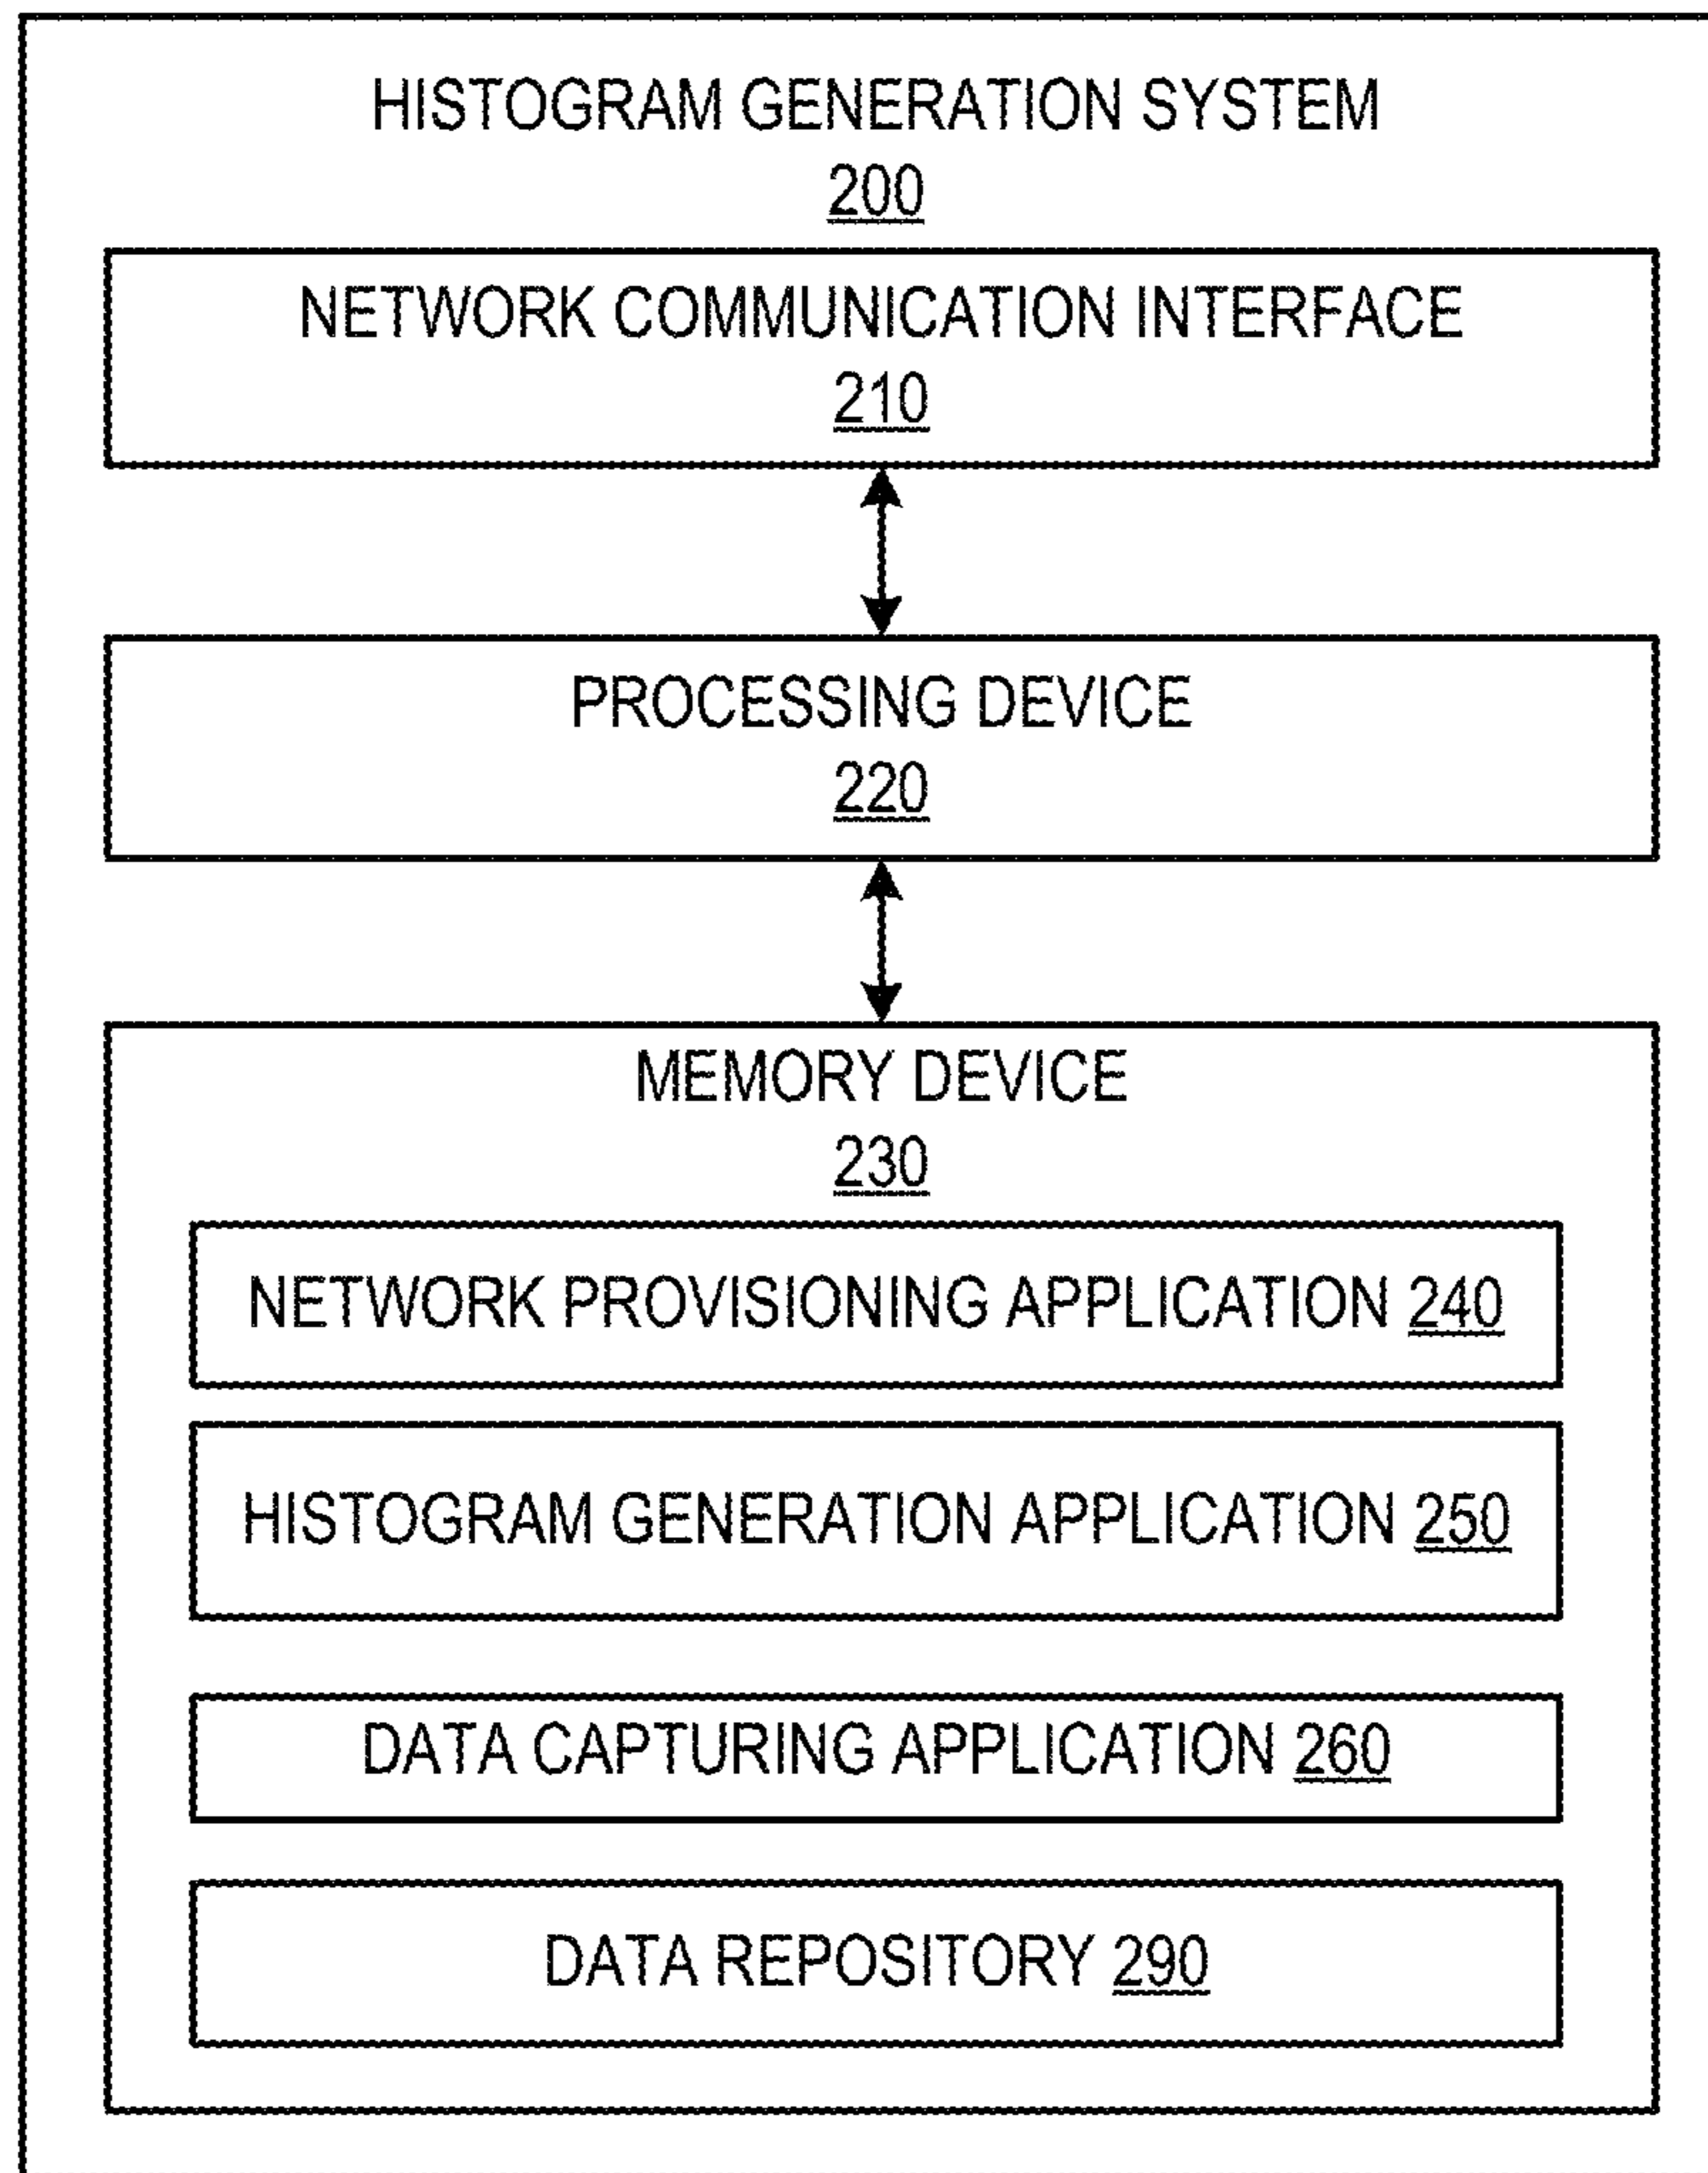 HISTOGRAM GENERATION SYSTEM
200
NETWORK COMMUNICATION INTERFACE
210
PROCESSING DEVICE
220
MEMORY DEVICE
230
NETWORK PROVISIONING APPLICATION 240
HISTOGRAM GENERATION APPLICATION 250
DATA CAPTURING APPLICATION 260
DATA REPOSITORY 290